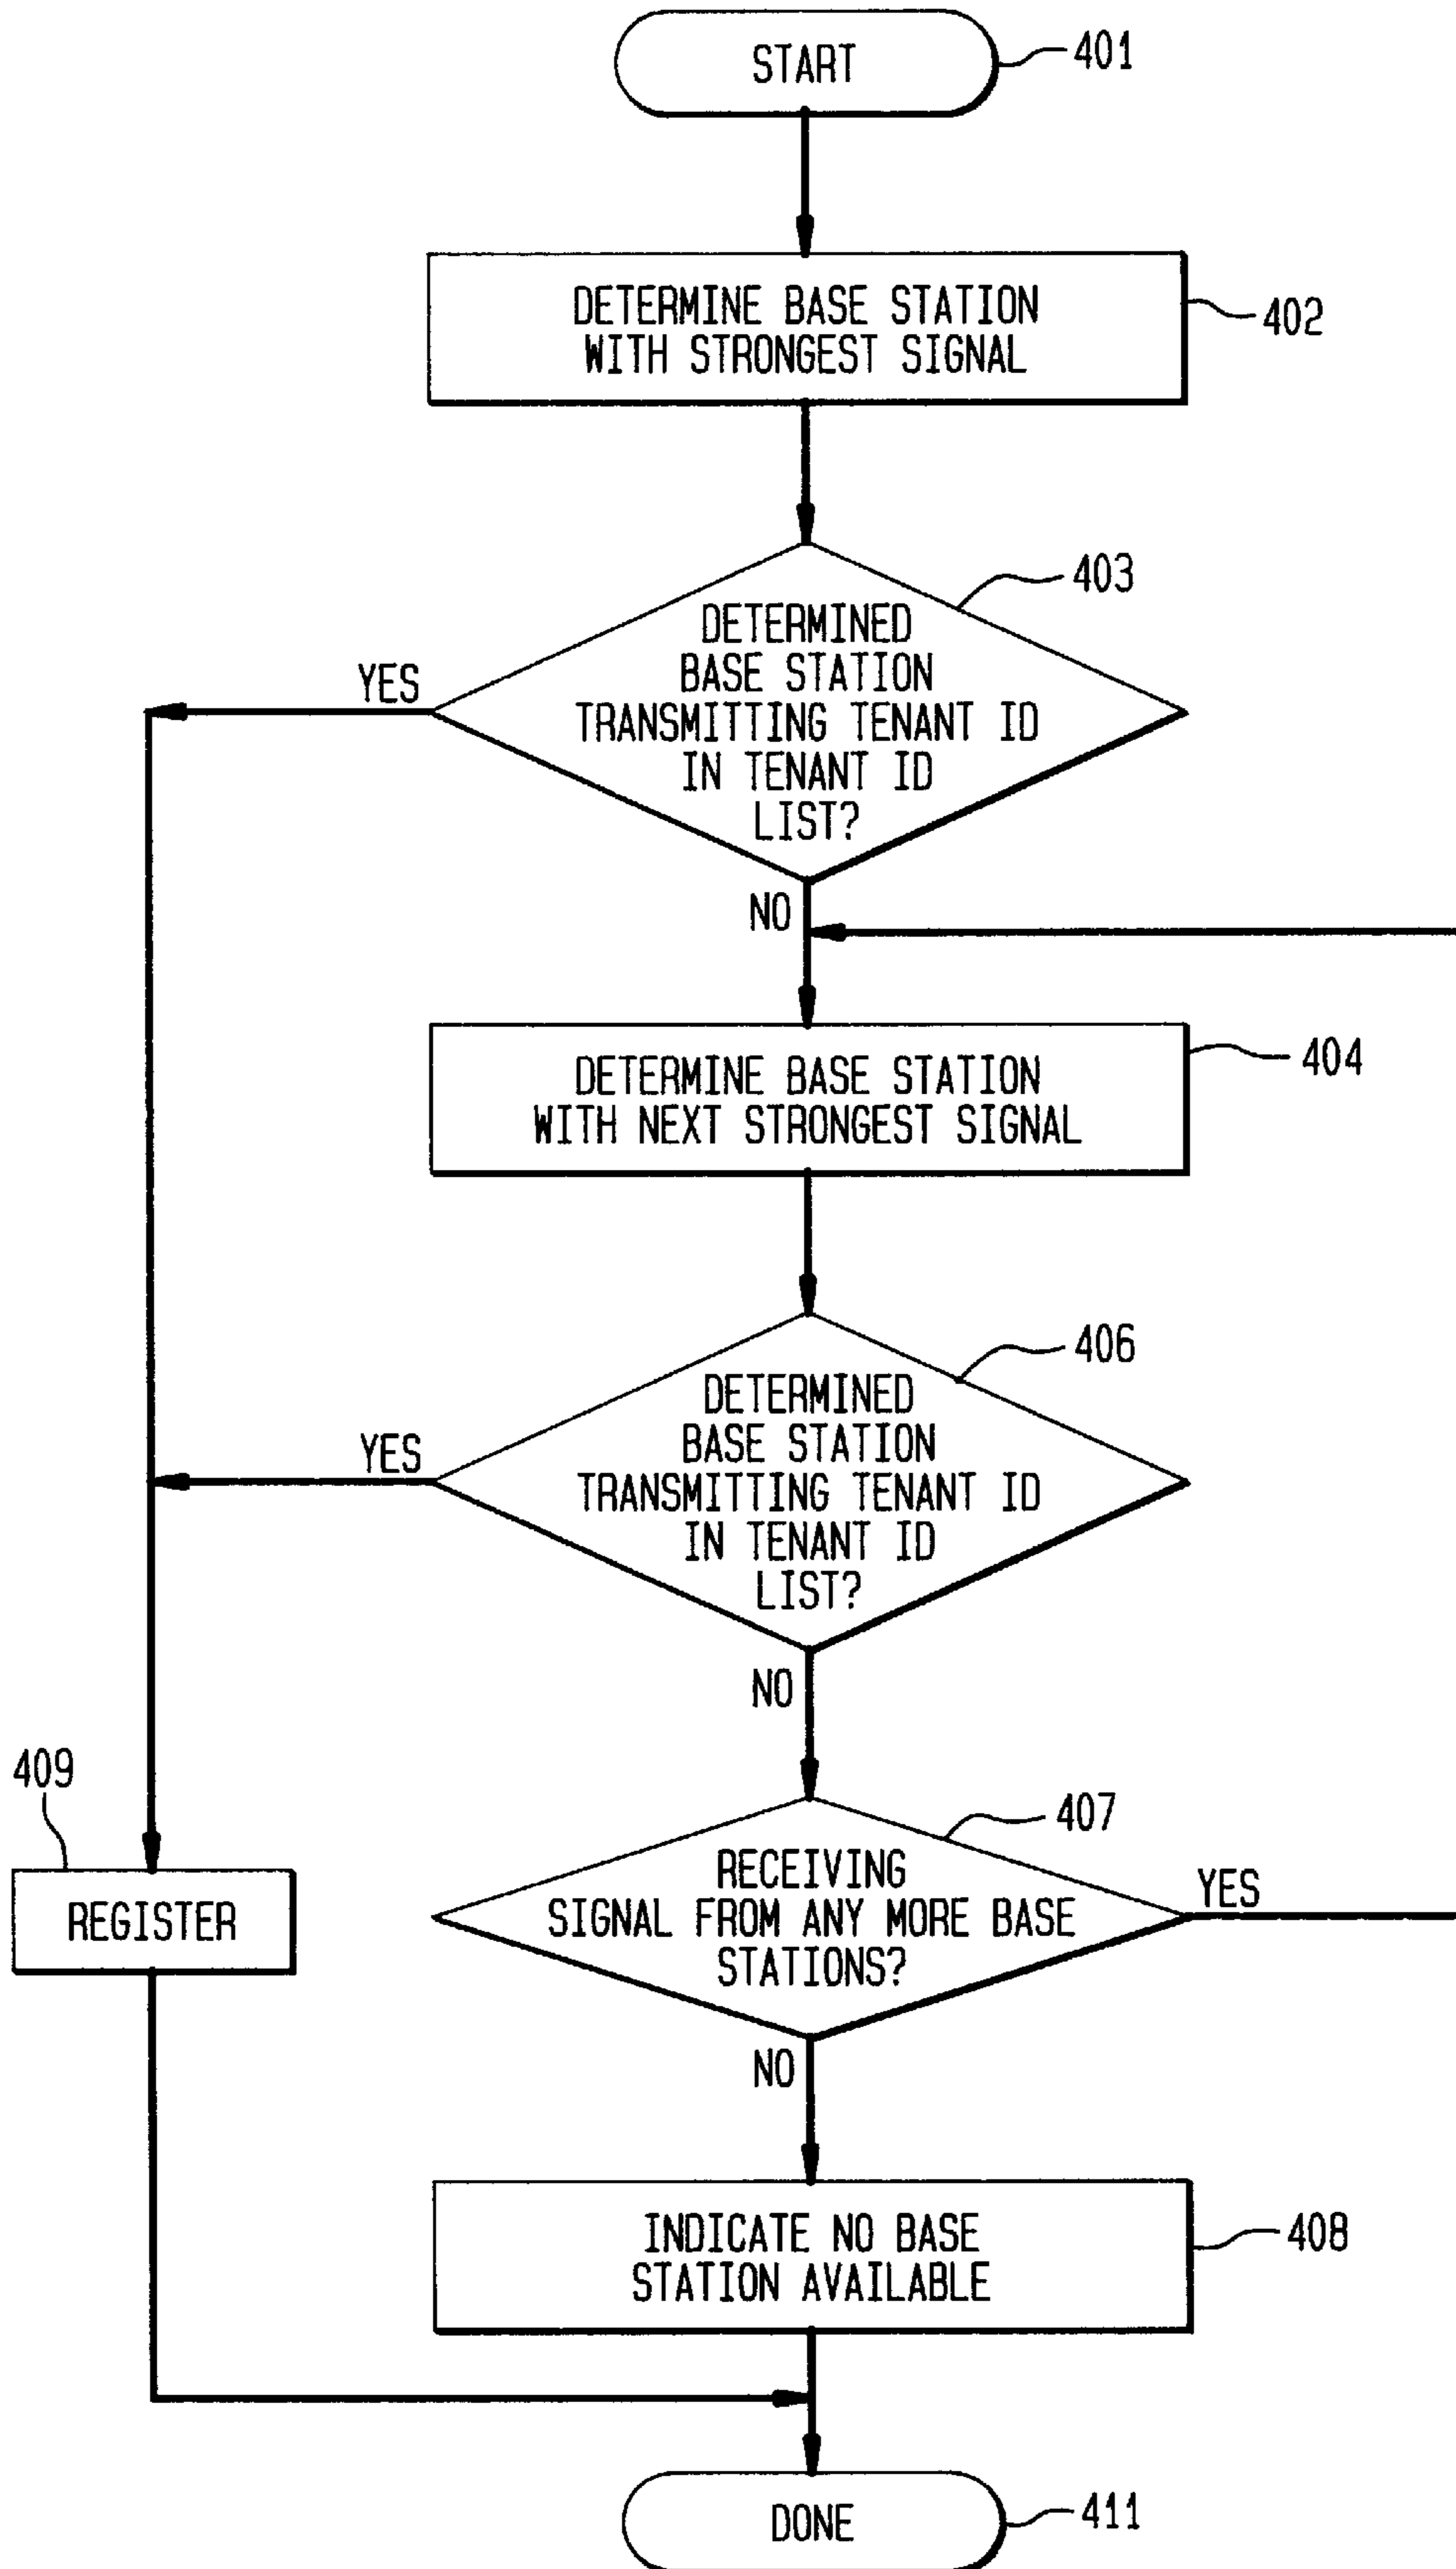 START
401
DETERMINE BASE STATION
WITH STRONGEST SIGNAL
402
403
DETERMINED
BASE STATION
TRANSMITTING TENANT ID
IN TENANT ID
LIST?
YES
NO
DETERMINE BASE STATION
WITH NEXT STRONGEST SIGNAL
404
406
DETERMINED
BASE STATION
TRANSMITTING TENANT ID
IN TENANT ID
LIST?
YES
NO
409
REGISTER
407
RECEIVING
SIGNAL FROM ANY MORE BASE
STATIONS?
YES
NO
INDICATE NO BASE
STATION AVAILABLE
408
DONE
411